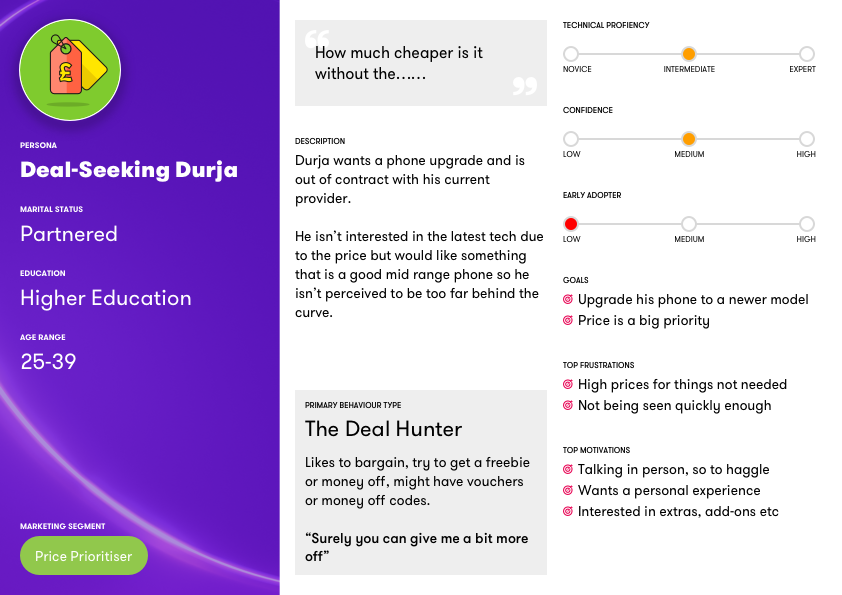 £
PERSONA
Deal-Seeking Durja
MARITAL STATUS
Partnered
EDUCATION
Higher Education
AGE RANGE
25-39
MARKETING SEGMENT
Price Prioritiser
“
How much cheaper is it
without the……
”
DESCRIPTION
Durja wants a phone upgrade and is
out of contract with his current
provider.
He isn’t interested in the latest tech due
to the price but would like something
that is a good mid range phone so he
isn’t perceived to be too far behind the
curve.
PRIMARY BEHAVIOUR TYPE
The Deal Hunter
Likes to bargain, try to get a freebie
or money off, might have vouchers
or money off codes.
“Surely you can give me a bit more
off”
TECHNICAL PROFIENCY
NOVICE INTERMEDIATE EXPERT
CONFIDENCE
LOW MEDIUM HIGH
EARLY ADOPTER
LOW MEDIUM HIGH
GOALS
Upgrade his phone to a newer model
Price is a big priority
TOP FRUSTRATIONS
High prices for things not needed
Not being seen quickly enough
TOP MOTIVATIONS
Talking in person, so to haggle
Wants a personal experience
Interested in extras, add-ons etc